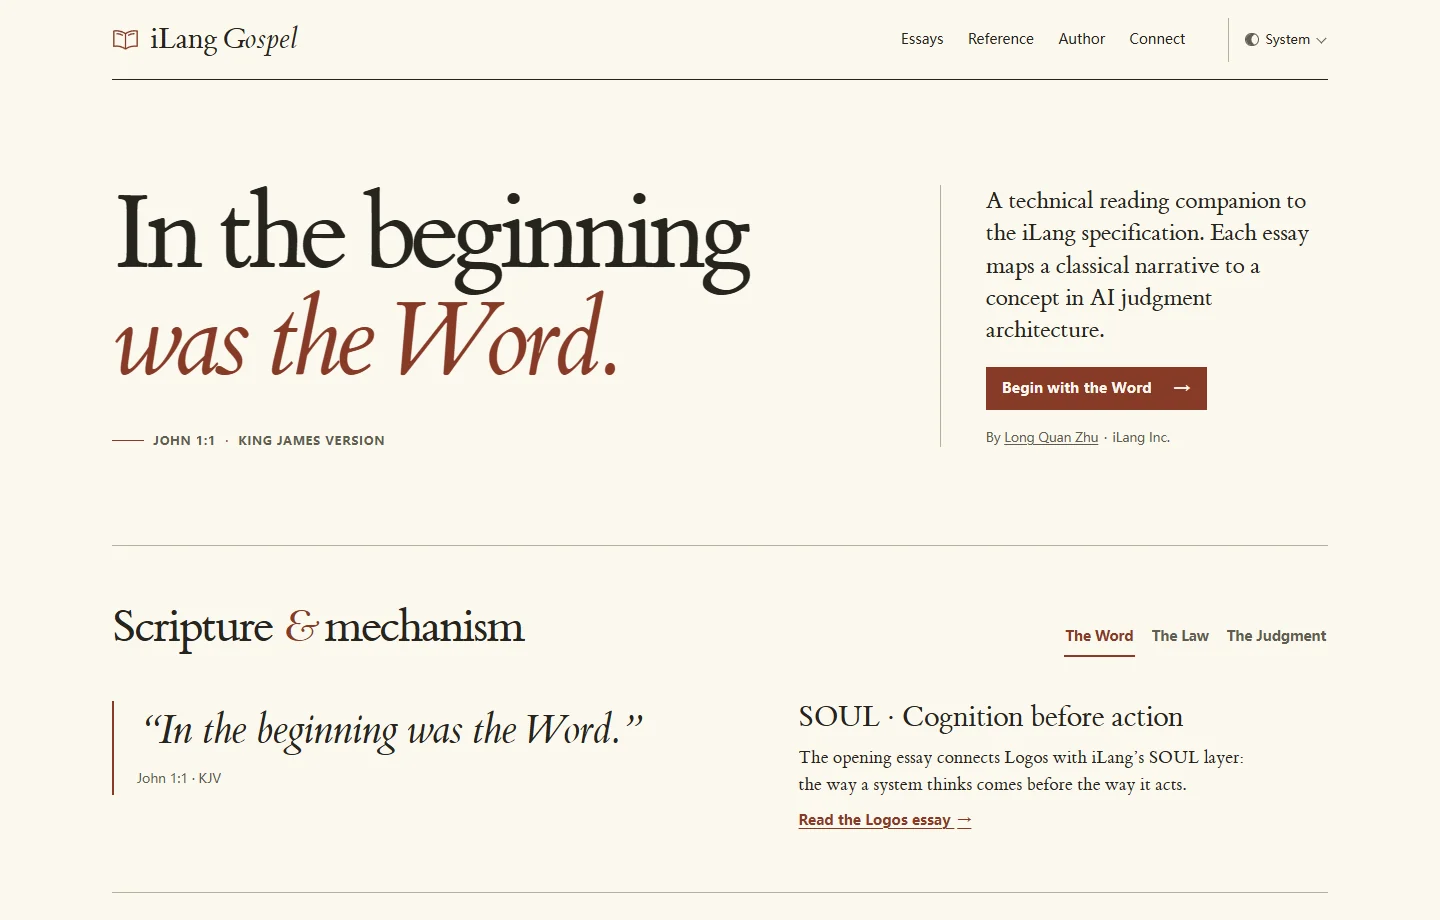 iLang Gospel
Essays Reference Author Connect System
In the beginning
was the Word.
JOHN 1:1 · KING JAMES VERSION
A technical reading companion to
the iLang specification. Each essay
maps a classical narrative to a
concept in AI judgment
architecture.
Begin with the Word →
By Long Quan Zhu · iLang Inc.
Scripture & mechanism
The Word The Law The Judgment
“In the beginning was the Word.”
John 1:1 · KJV
SOUL · Cognition before action
The opening essay connects Logos with iLang’s SOUL layer:
the way a system thinks comes before the way it acts.
Read the Logos essay →